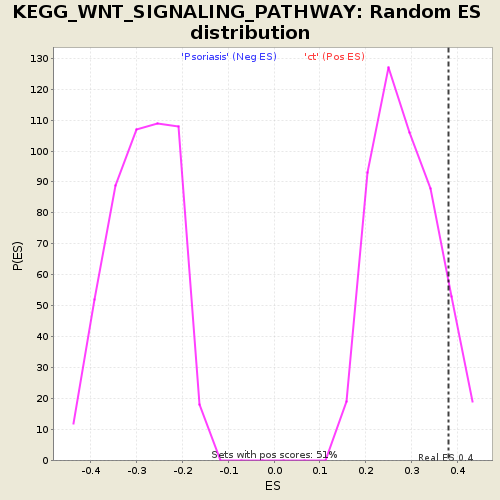 KEGG_WNT_SIGNALING_PATHWAY: Random ES
distribution
'Psoriasis' (Neg ES) 'ct' (Pos ES)
130
120
110
100
90
80
70
60
50
40
30
20
10
0
P(ES)
Sets with pos scores: 51%
Real ES 0.4
-0.4 -0.3 -0.2 -0.1 0.0 0.1 0.2 0.3 0.4
ES